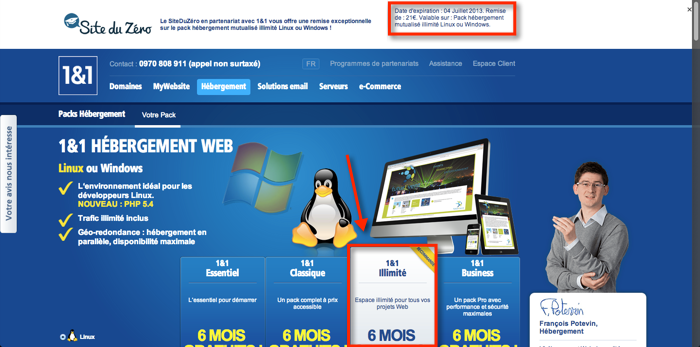 Site du Zéro
Le SiteDuZéro en partenariat avec 1&1 vous offre une remise exceptionnelle
sur le pack hébergement mutualisé illimité Linux ou Windows !
Date d'expiration : 04 Juillet 2013. Remise
de : 21€. Valable sur : Pack hébergement
mutualisé illimité Linux ou Windows.
1&1
Contact : 0970 808 911 (appel non surtaxé)
FR
Programmes de partenariats
Assistance
Espace Client
Domaines
MyWebsite
Hébergement
Solutions email
Serveurs
e-Commerce
Packs Hébergement
Votre Pack
Votre avis nous intéresse
1&1 HÉBERGEMENT WEB
Linux ou Windows
L'environnement idéal pour les
développeurs Linux.
NOUVEAU : PHP 5.4
Trafic illimité inclus
Géo-redondance : hébergement en
parallèle, disponibilité maximale
1&1
Essentiel
L'essentiel pour démarrer
6 MOIS
GRATUITS !
1&1
Classique
Un pack complet à prix
accessible
6 MOIS
GRATUITS !
1&1
Illimité
Espace illimité pour tous vos
projets Web
6 MOIS
1&1
Business
Un pack Pro avec
performance et sécurité
maximales
6 MOIS
GRATUITS !
F. Potevin
François Potevin,
Hébergement
Linux